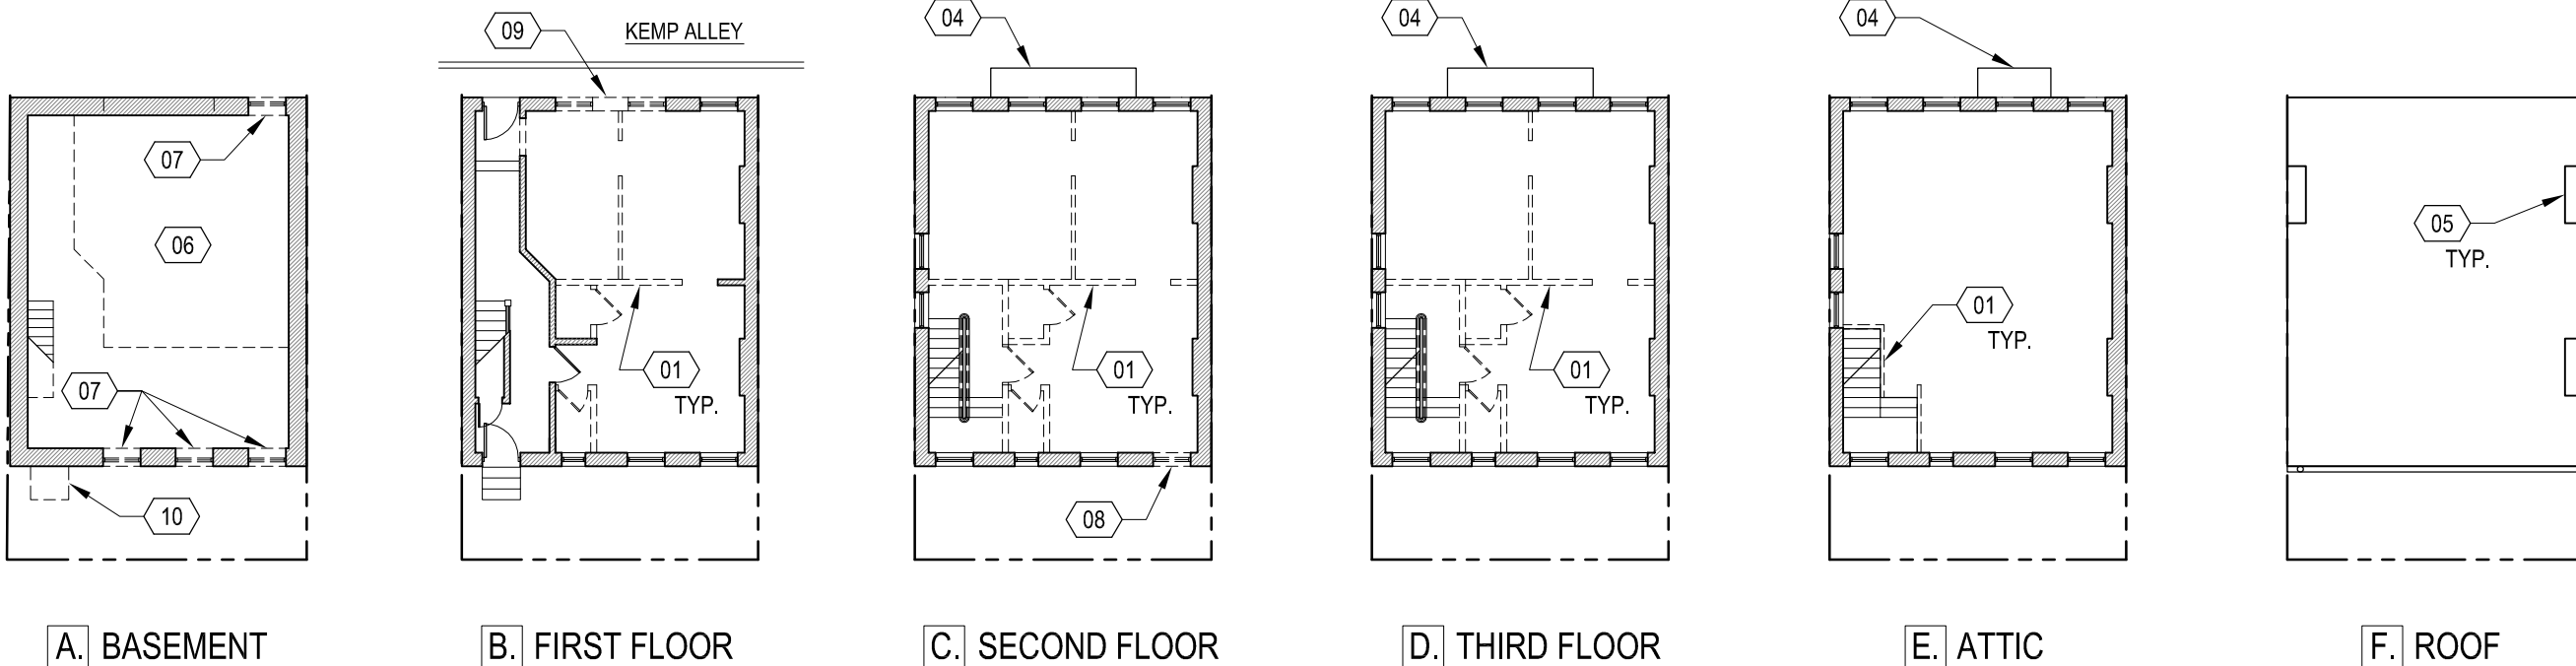 04
04
04
09
KEMP ALLEY
07
06
05
TYP.
01
TYP.
01
TYP.
01
TYP.
01
TYP.
07
10
08
A. BASEMENT
B. FIRST FLOOR
C. SECOND FLOOR
D. THIRD FLOOR
E. ATTIC
F. ROOF